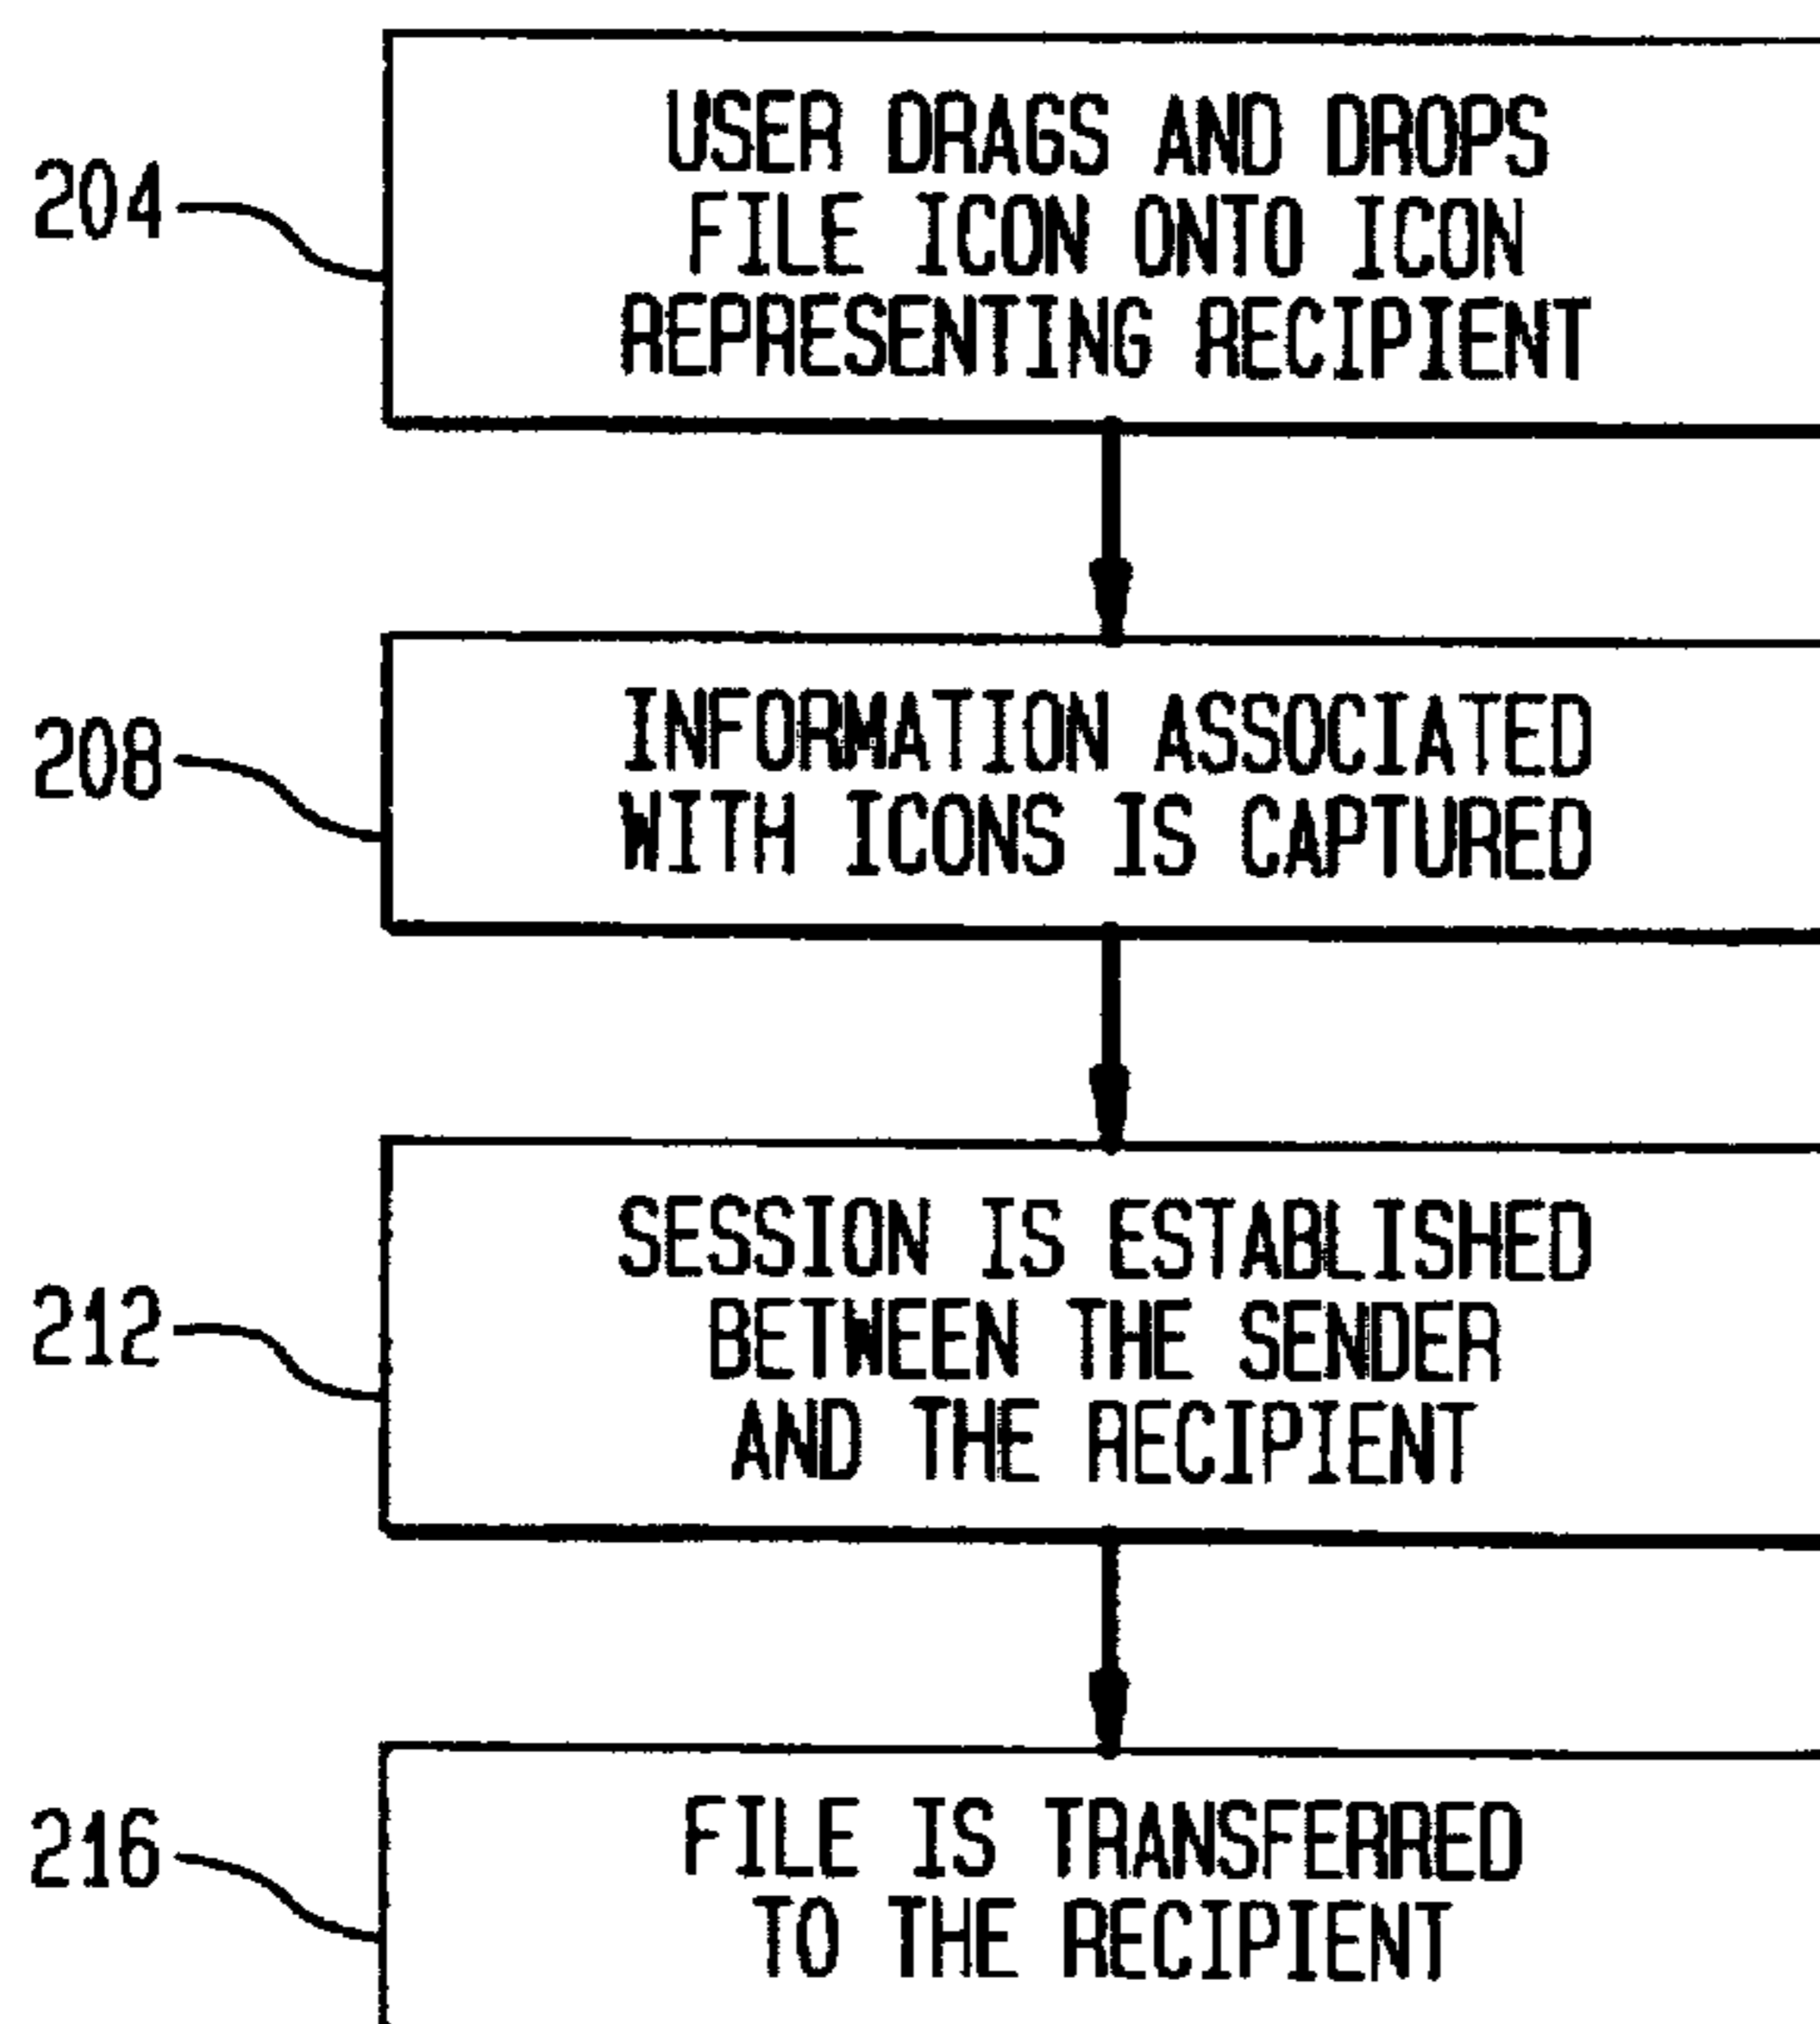 204
USER DRAGS AND DROPS
FILE ICON ONTO ICON
REPRESENTING RECIPIENT
208
INFORMATION ASSOCIATED
WITH ICONS IS CAPTURED
212
SESSION IS ESTABLISHED
BETWEEN THE SENDER
AND THE RECIPIENT
216
FILE IS TRANSFERRED
TO THE RECIPIENT